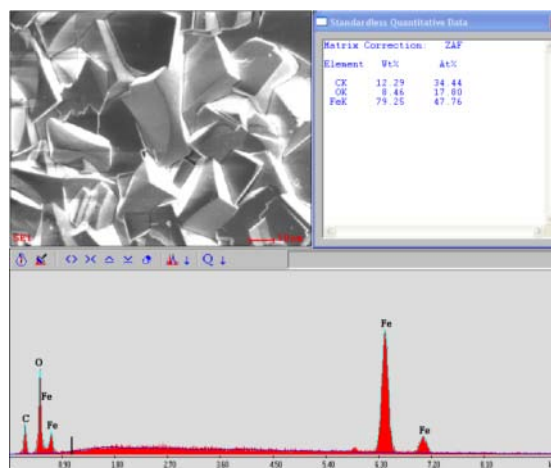 Standardless Quantitative Data
Matrix Correction: ZAF
Element Wt% At%
CK 12.29 34.44
OK 8.46 17.80
FeK 79.25 47.76
SEI
Q
Fe
O
Fe
C
Fe
Fe
0.90 1.80 2.70 3.60 4.50 5.40 6.30 7.20 8.10